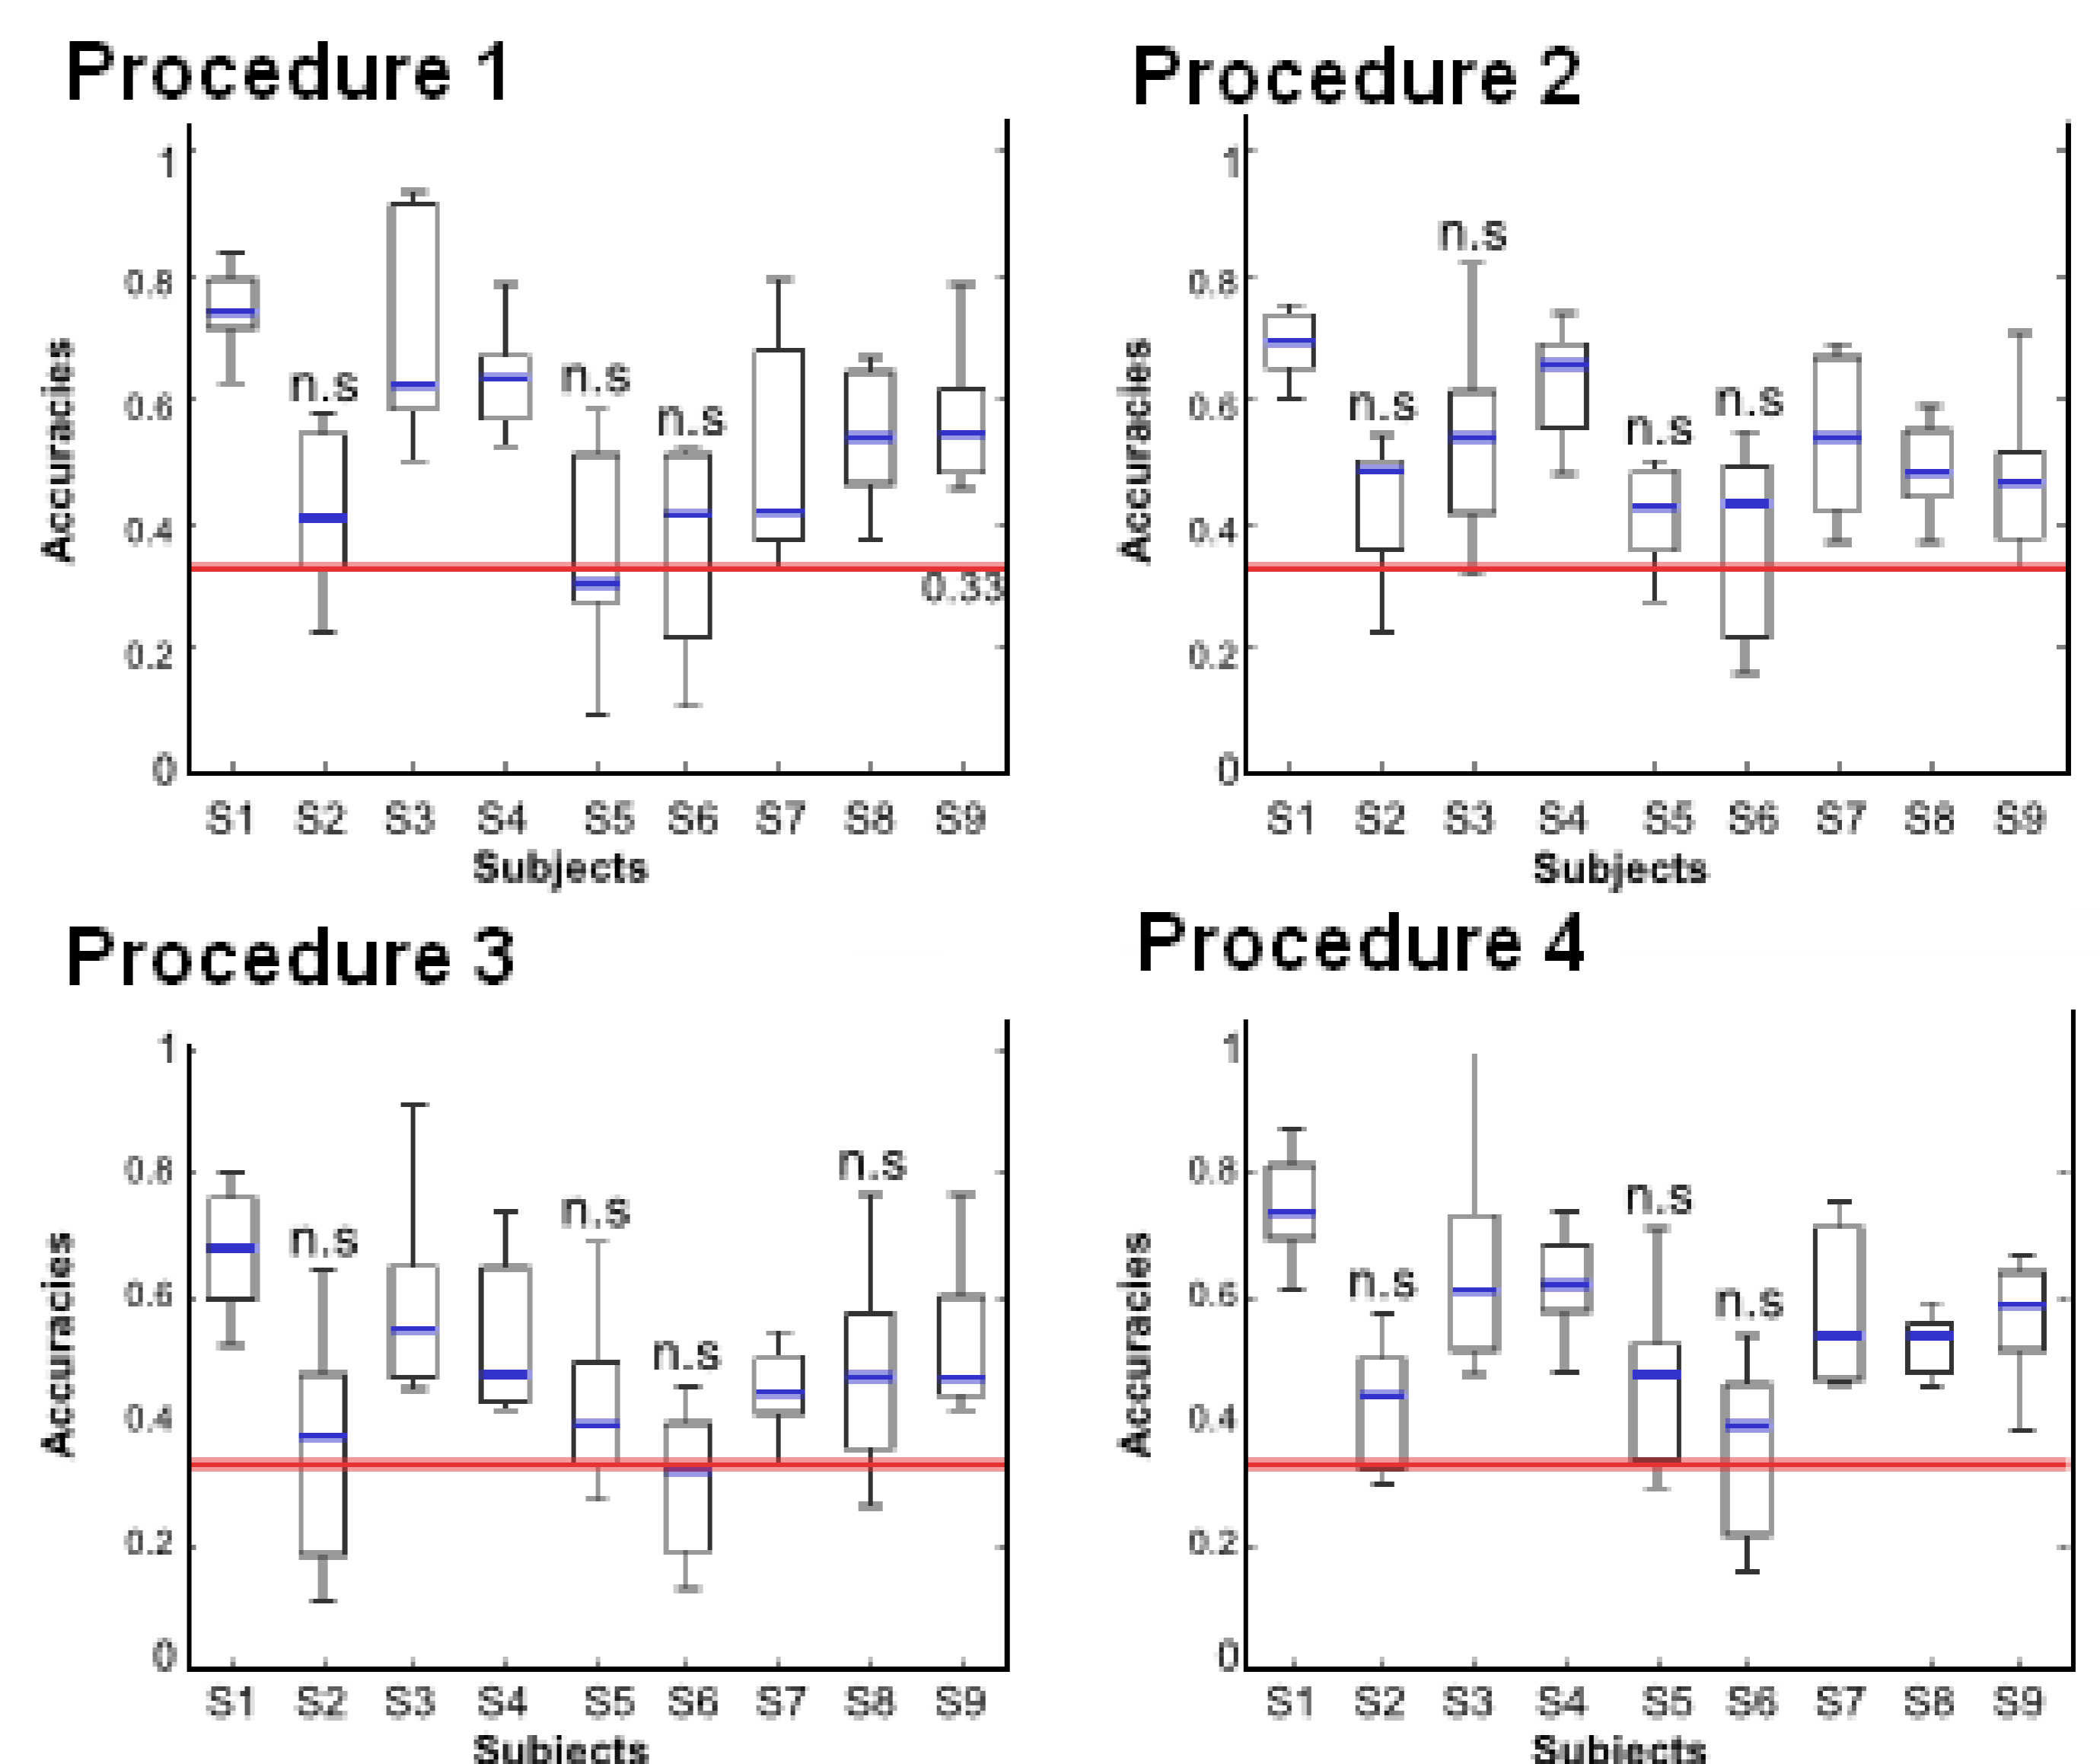 Procedure 1
1
0.8
0.6
0.4
0.2
0
Accuracies
n.s
n.s
n.s
0.33
S1 S2 S3 S4 S5 S6 S7 S8 S9
Subjects
Procedure 2
1
0.8
0.6
0.4
0.2
0
Accuracies
n.s
n.s
n.s
n.s
S1 S2 S3 S4 S5 S6 S7 S8 S9
Subjects
Procedure 3
1
0.8
0.6
0.4
0.2
0
Accuracies
n.s
n.s
n.s
n.s
S1 S2 S3 S4 S5 S6 S7 S8 S9
Subjects
Procedure 4
1
0.8
0.6
0.4
0.2
0
Accuracies
n.s
n.s
n.s
S1 S2 S3 S4 S5 S6 S7 S8 S9
Subjects